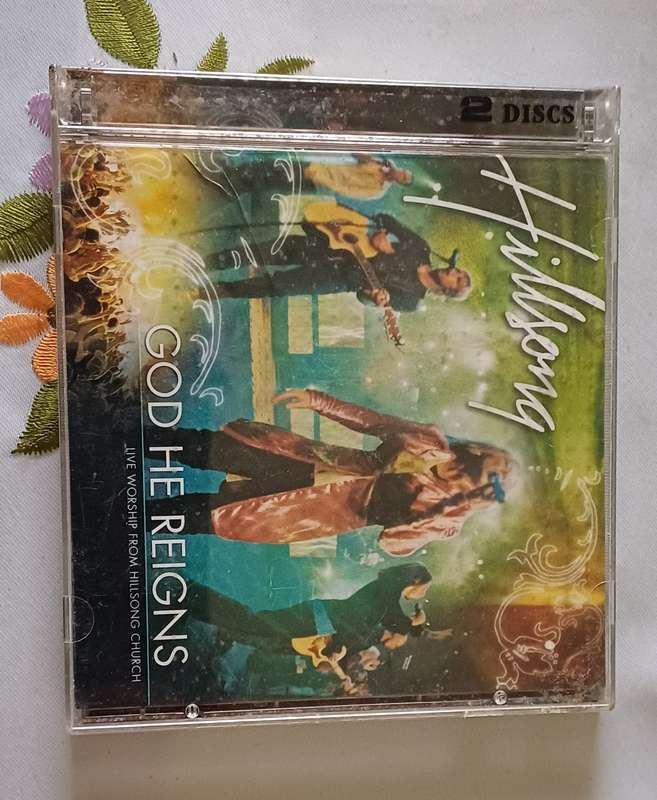 2 DISCS
Hillsong
GOD HE REIGNS
LIVE WORSHIP FROM HILLSONG CHURCH